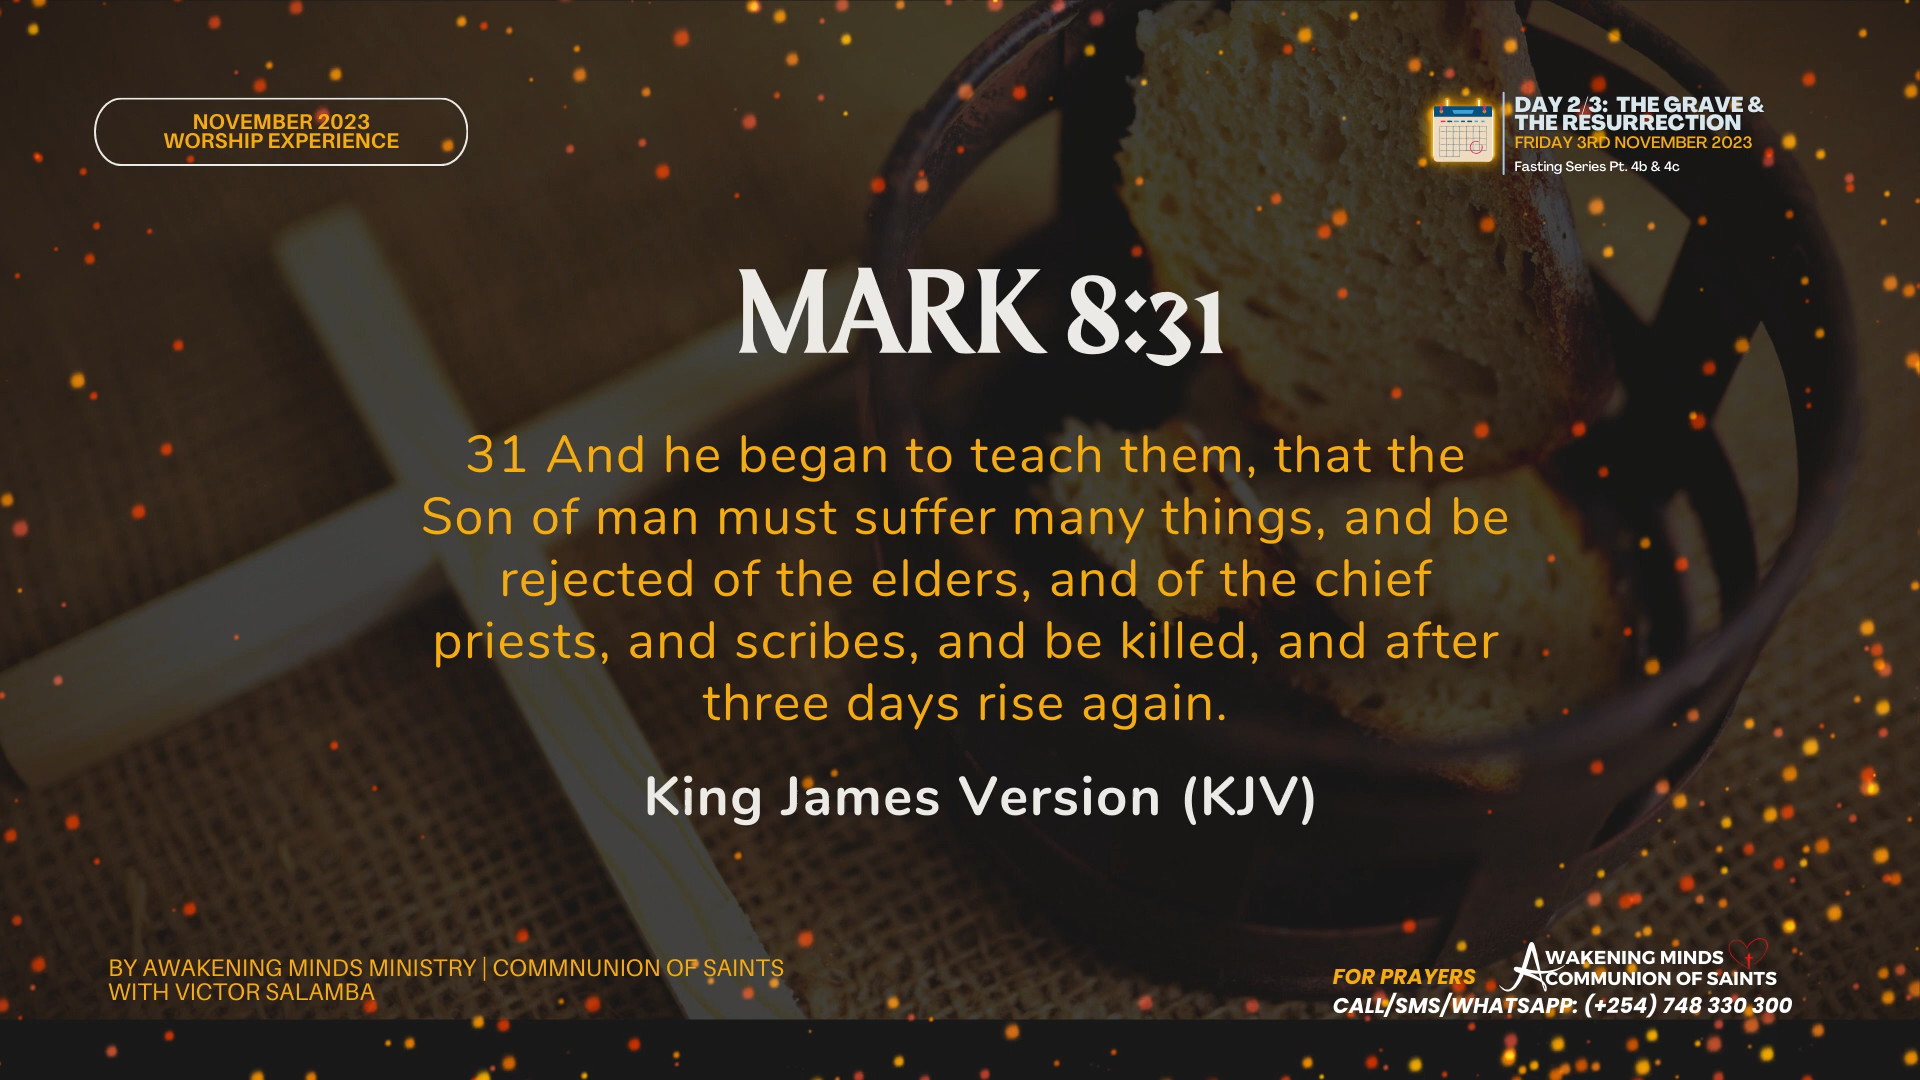 NOVEMBER 2023
WORSHIP EXPERIENCE
DAY 2/3: THE GRAVE &
THE RESURRECTION
FRIDAY 3RD NOVEMBER 2023
Fasting Series Pt. 4b & 4c
MARK 8:31
31 And he began to teach them, that the
Son of man must suffer many things, and be
rejected of the elders, and of the chief
priests, and scribes, and be killed, and after
three days rise again.
King James Version (KJV)
BY AWAKENING MINDS MINISTRY | COMMNUNION OF SAINTS
WITH VICTOR SALAMBA
FOR PRAYERS
AWAKENING MINDS
COMMUNION OF SAINTS
CALL/SMS/WHATSAPP: (+254) 748 330 300